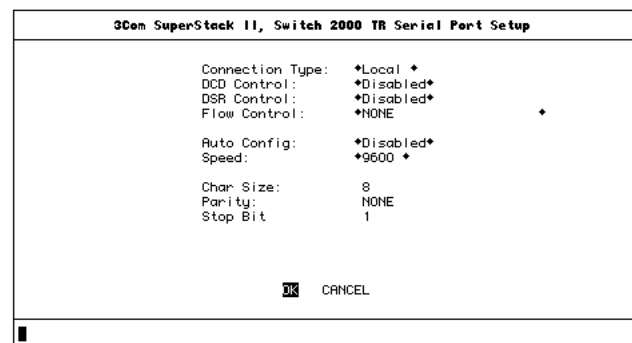 3Com SuperStack II, Switch 2000 TR Serial Port Setup
Connection Type: ◆Local ◆
DCD Control: ◆Disabled◆
DSR Control: ◆Disabled◆
Flow Control: ◆NONE ◆
Auto Config: ◆Disabled◆
Speed: ◆9600 ◆
Char Size: 8
Parity: NONE
Stop Bit 1
OK CANCEL